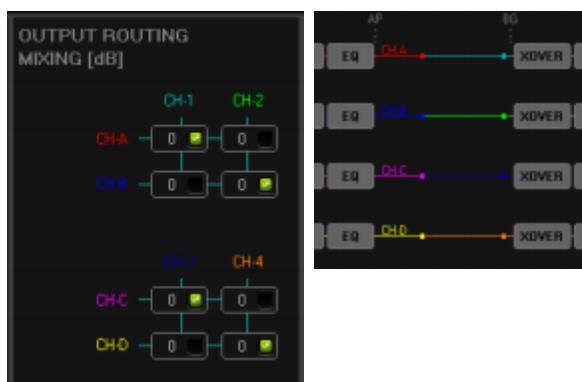 OUTPUT ROUTING
MIXING [dB]
CH-1 CH-2
CH-A 0 0
CH-B 0 0
CH-3 CH-4
CH-C 0 0
CH-D 0 0
AP BG
EQ CH-A XOVER
EQ CH-B XOVER
EQ CH-C XOVER
EQ CH-D XOVER